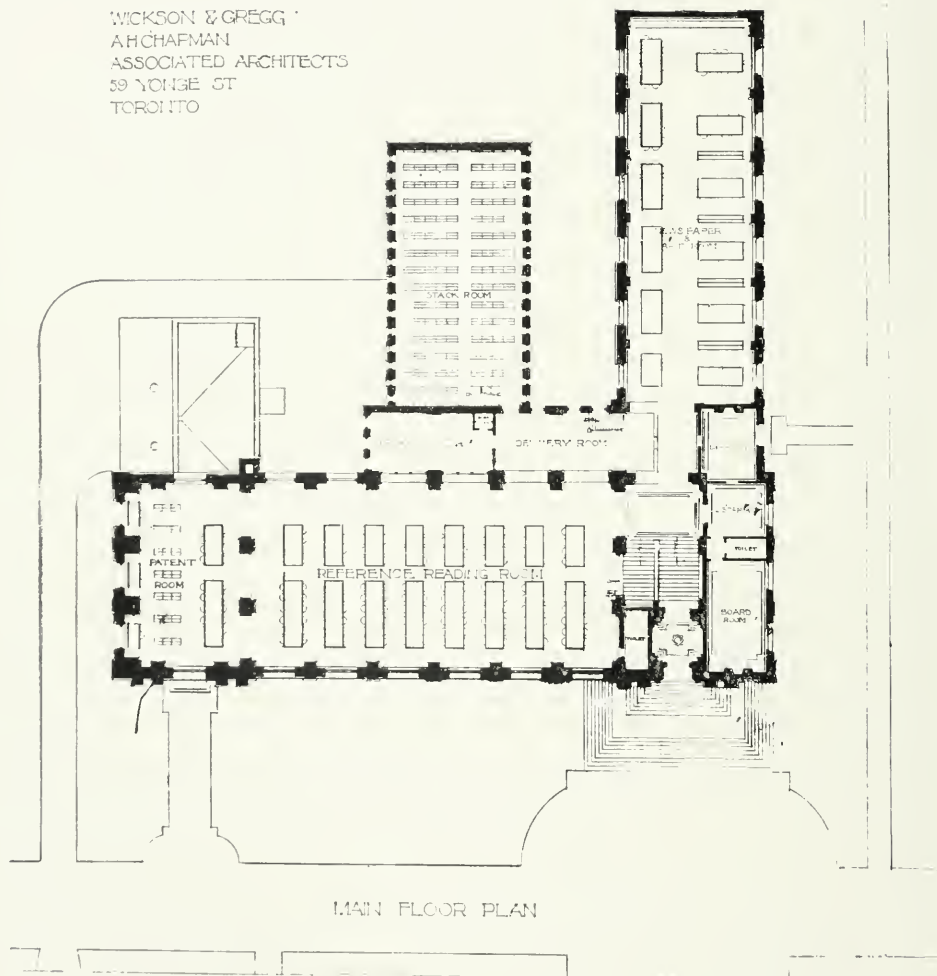 WICKSON & GREGG
A H CHAPMAN
ASSOCIATED ARCHITECTS
59 YONGE ST
TORONTO
STACK ROOM
DELIVERY ROOM
PATENT
ROOM
REFERENCE READING ROOM
TOILET
BOARD
ROOM
TOILET
MAIN FLOOR PLAN